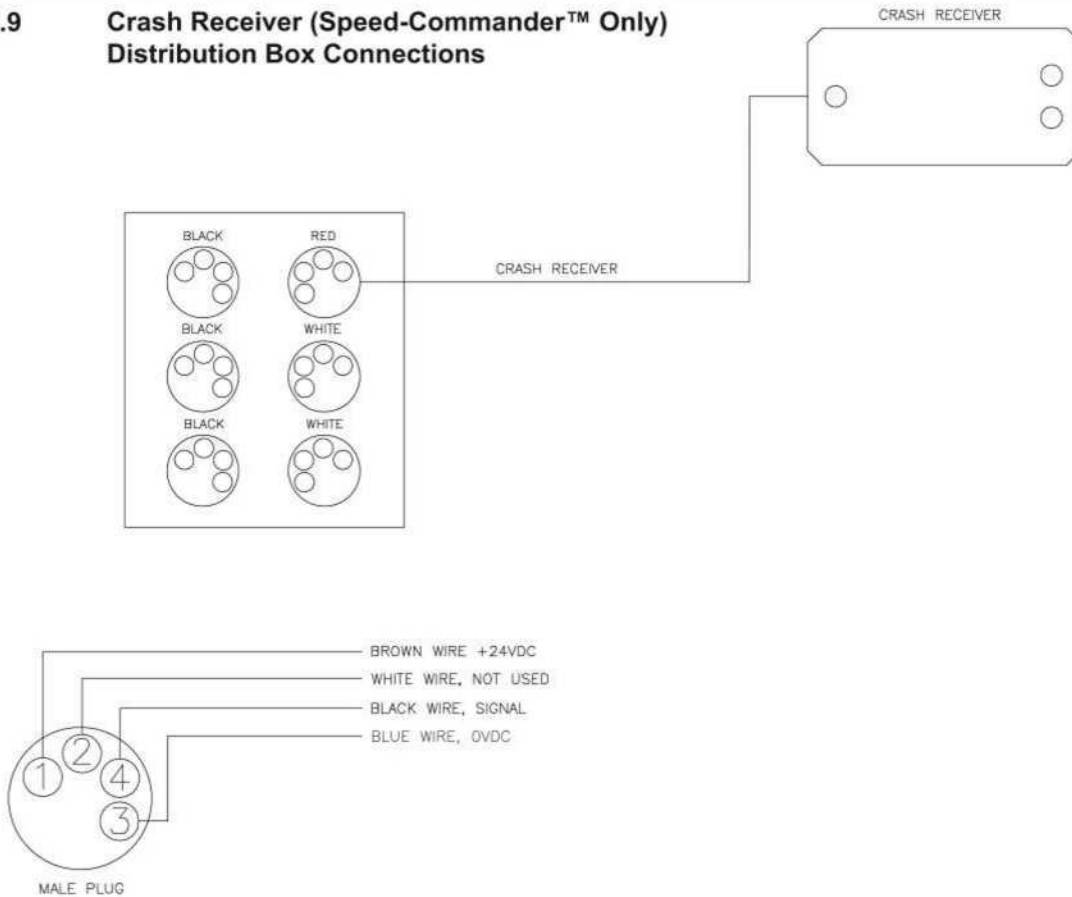 .9 Crash Receiver (Speed-Commander™ Only)
Distribution Box Connections
CRASH RECEIVER
BLACK RED
CRASH RECEIVER
BLACK WHITE
BLACK WHITE
BROWN WIRE +24VDC
WHITE WIRE, NOT USED
BLACK WIRE, SIGNAL
BLUE WIRE, 0VDC
1 2 4
3
MALE PLUG